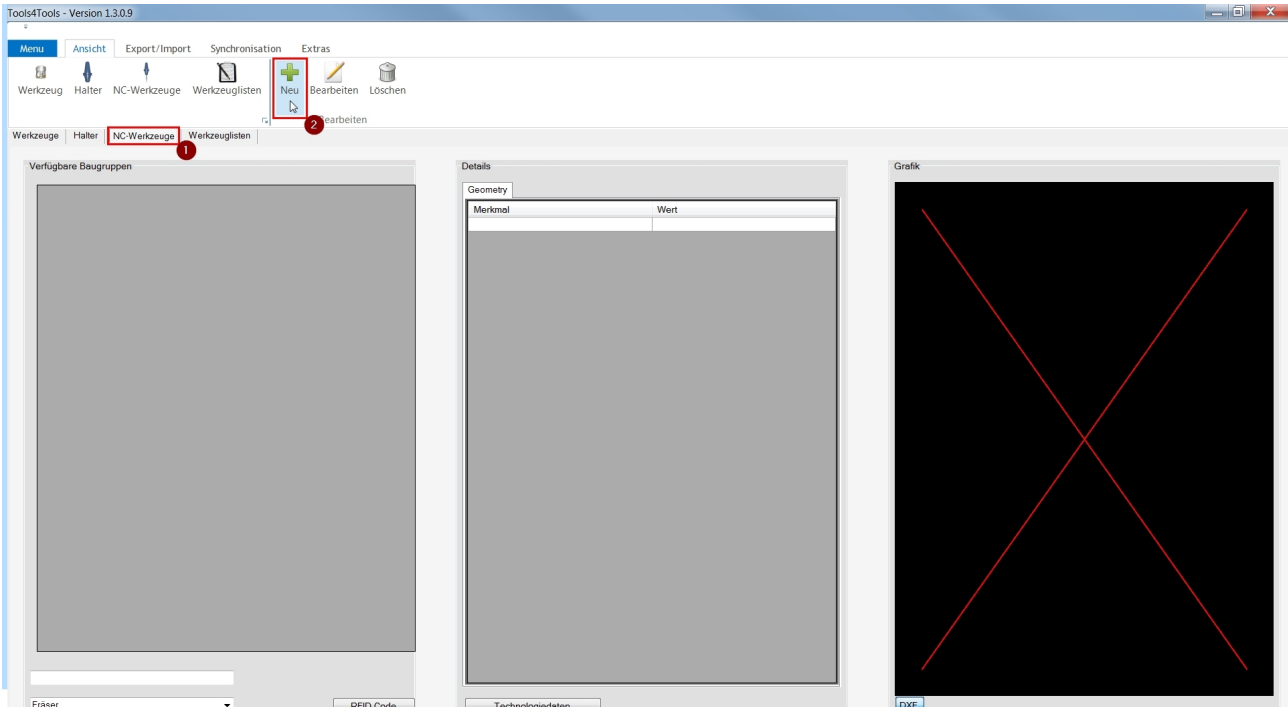 Tools4Tools - Version 1.3.0.9
Menu Ansicht Export/Import Synchronisation Extras
Werkzeug Halter NC-Werkzeuge Werkzeuglisten Neu Bearbeiten Löschen
Bearbeiten
2
Werkzeuge Halter NC-Werkzeuge Werkzeuglisten
1
Verfügbare Baugruppen Details Grafik
Geometry
Merkmal Wert
Fräser RFID Code Technologiedaten DXF